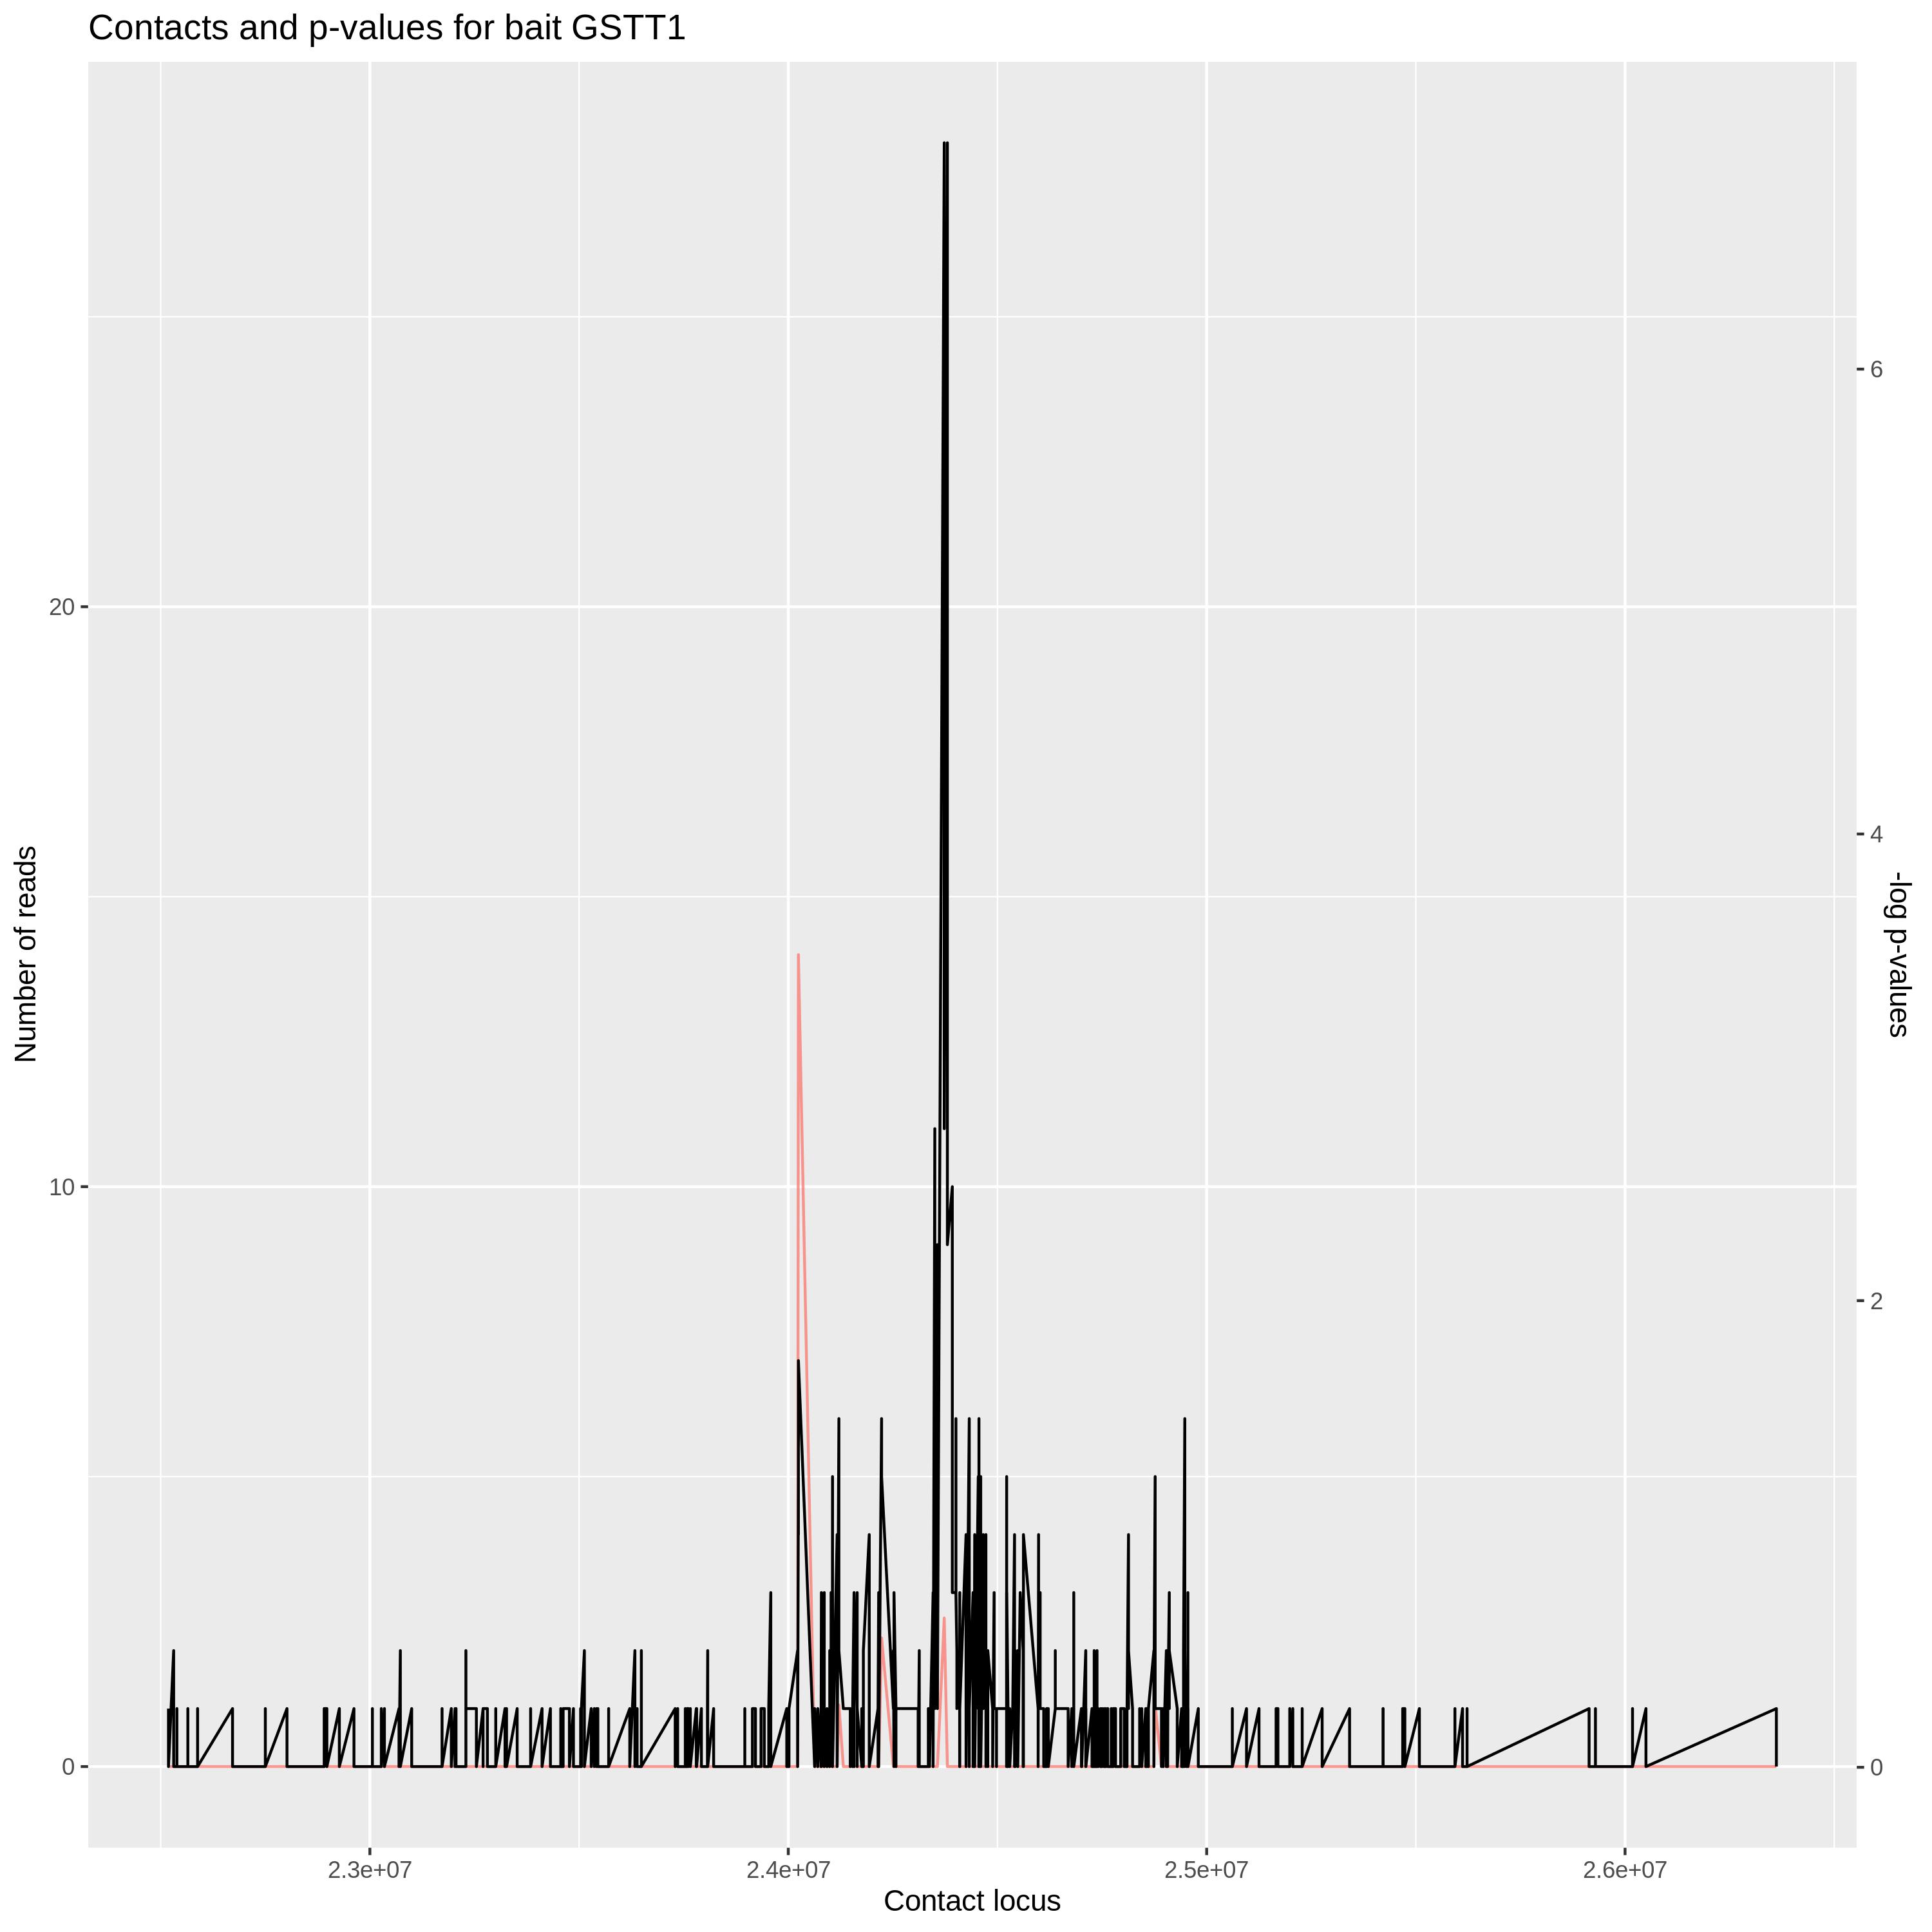 Contacts and p-values for bait GSTT1
Number of reads
20
10
0
6
4
2
0
-log p-values
2.3e+07 2.4e+07 2.5e+07 2.6e+07
Contact locus